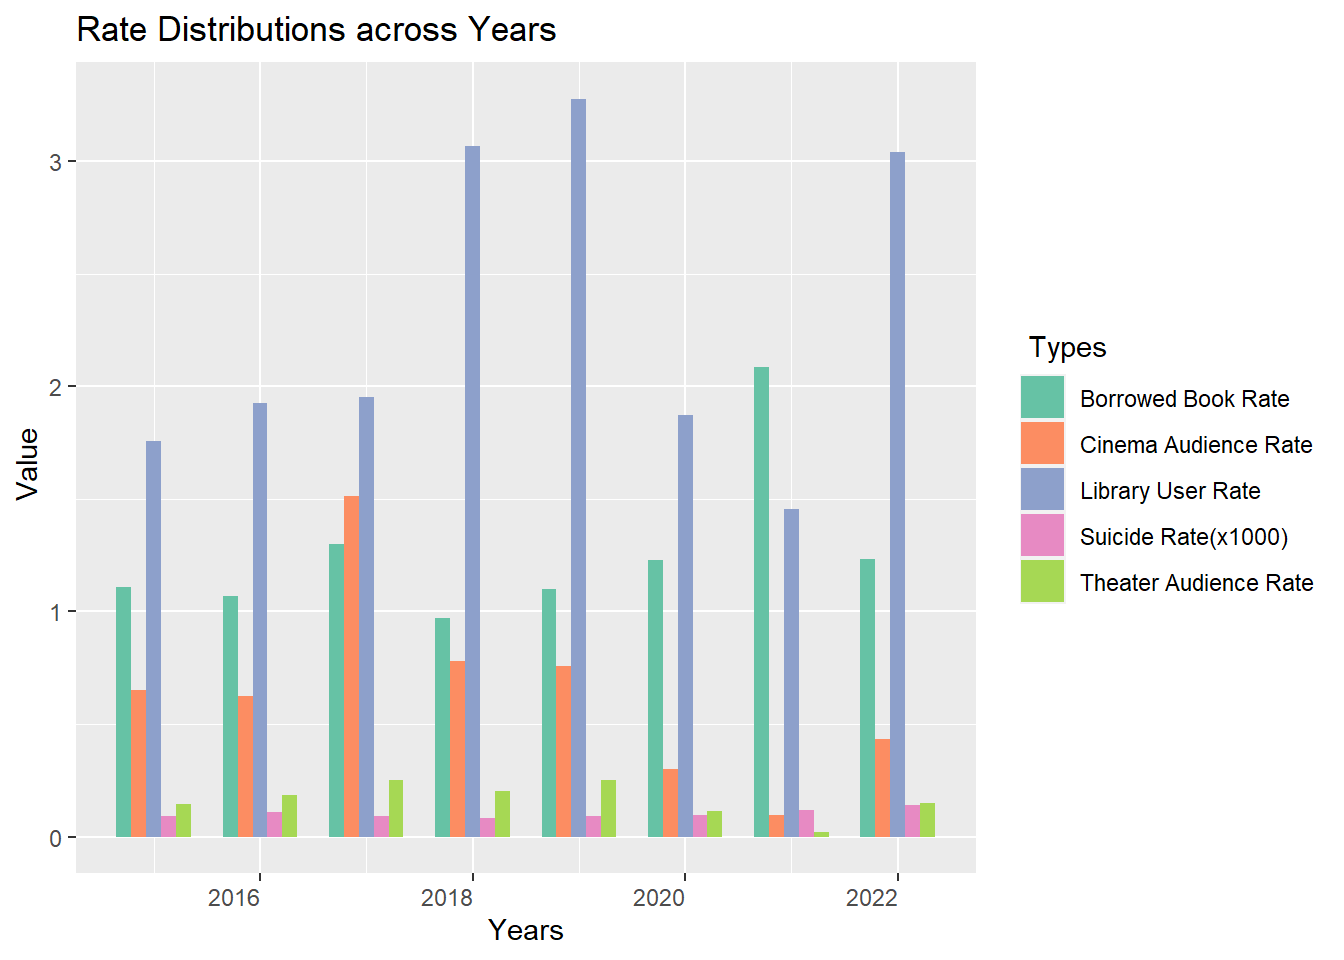 Rate Distributions across Years
3
2
1
0
Value
2016
2018
2020
2022
Years
Types
Borrowed Book Rate
Cinema Audience Rate
Library User Rate
Suicide Rate(x1000)
Theater Audience Rate